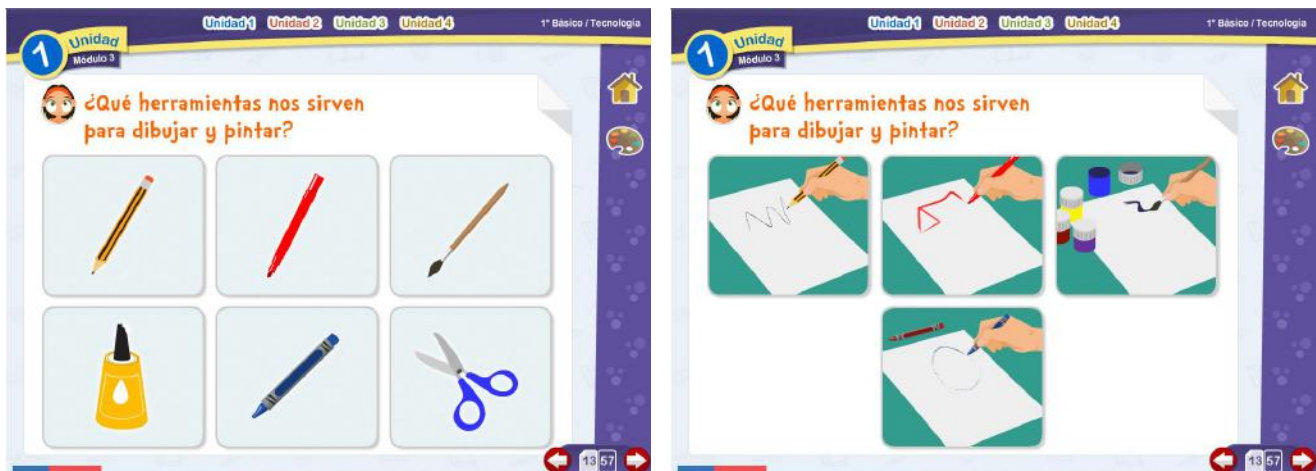 Unidad 1 Unidad 2 Unidad 3 Unidad 4
1° Básico / Tecnología
1 Unidad
Módulo 3
¿Qué herramientas nos sirven
para dibujar y pintar?
13 57
Unidad 1 Unidad 2 Unidad 3 Unidad 4
1° Básico / Tecnología
1 Unidad
Módulo 3
¿Qué herramientas nos sirven
para dibujar y pintar?
13 57